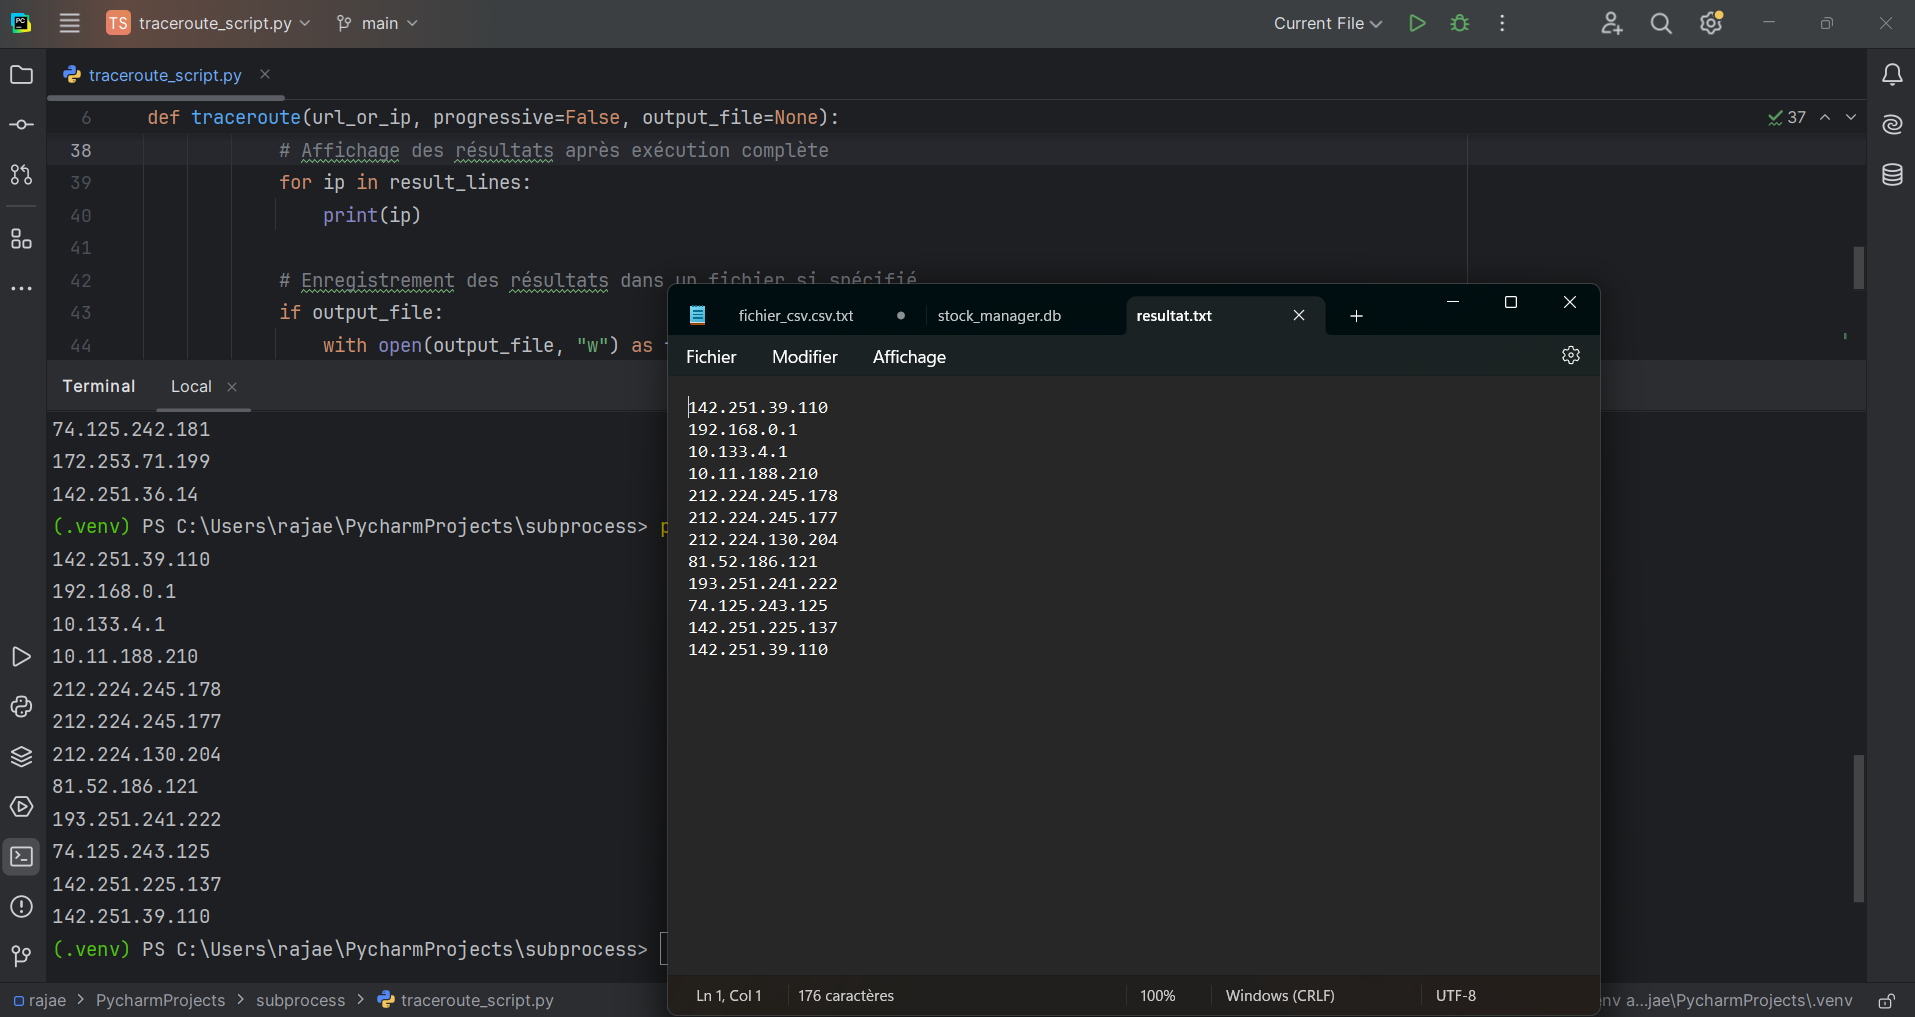 TS traceroute_script.py main Current File
traceroute_script.py
6 def traceroute(url_or_ip, progressive=False, output_file=None): 37
38 # Affichage des résultats après exécution complète
39 for ip in result_lines:
40 print(ip)
41
42 # Enregistrement des résultats dans un fichier si spécifié
43 if output_file:
44 with open(output_file, "w") as
Terminal Local
74.125.242.181
172.253.71.199
142.251.36.14
(.venv) PS C:\Users\rajae\PycharmProjects\subprocess> p
142.251.39.110
192.168.0.1
10.133.4.1
10.11.188.210
212.224.245.178
212.224.245.177
212.224.130.204
81.52.186.121
193.251.241.222
74.125.243.125
142.251.225.137
142.251.39.110
(.venv) PS C:\Users\rajae\PycharmProjects\subprocess>
fichier_csv.csv.txt stock_manager.db resultat.txt
Fichier Modifier Affichage
142.251.39.110
192.168.0.1
10.133.4.1
10.11.188.210
212.224.245.178
212.224.245.177
212.224.130.204
81.52.186.121
193.251.241.222
74.125.243.125
142.251.225.137
142.251.39.110
Ln 1, Col 1 176 caractères 100% Windows (CRLF) UTF-8
rajae > PycharmProjects > subprocess > traceroute_script.py nv a...jae\PycharmProjects\.venv